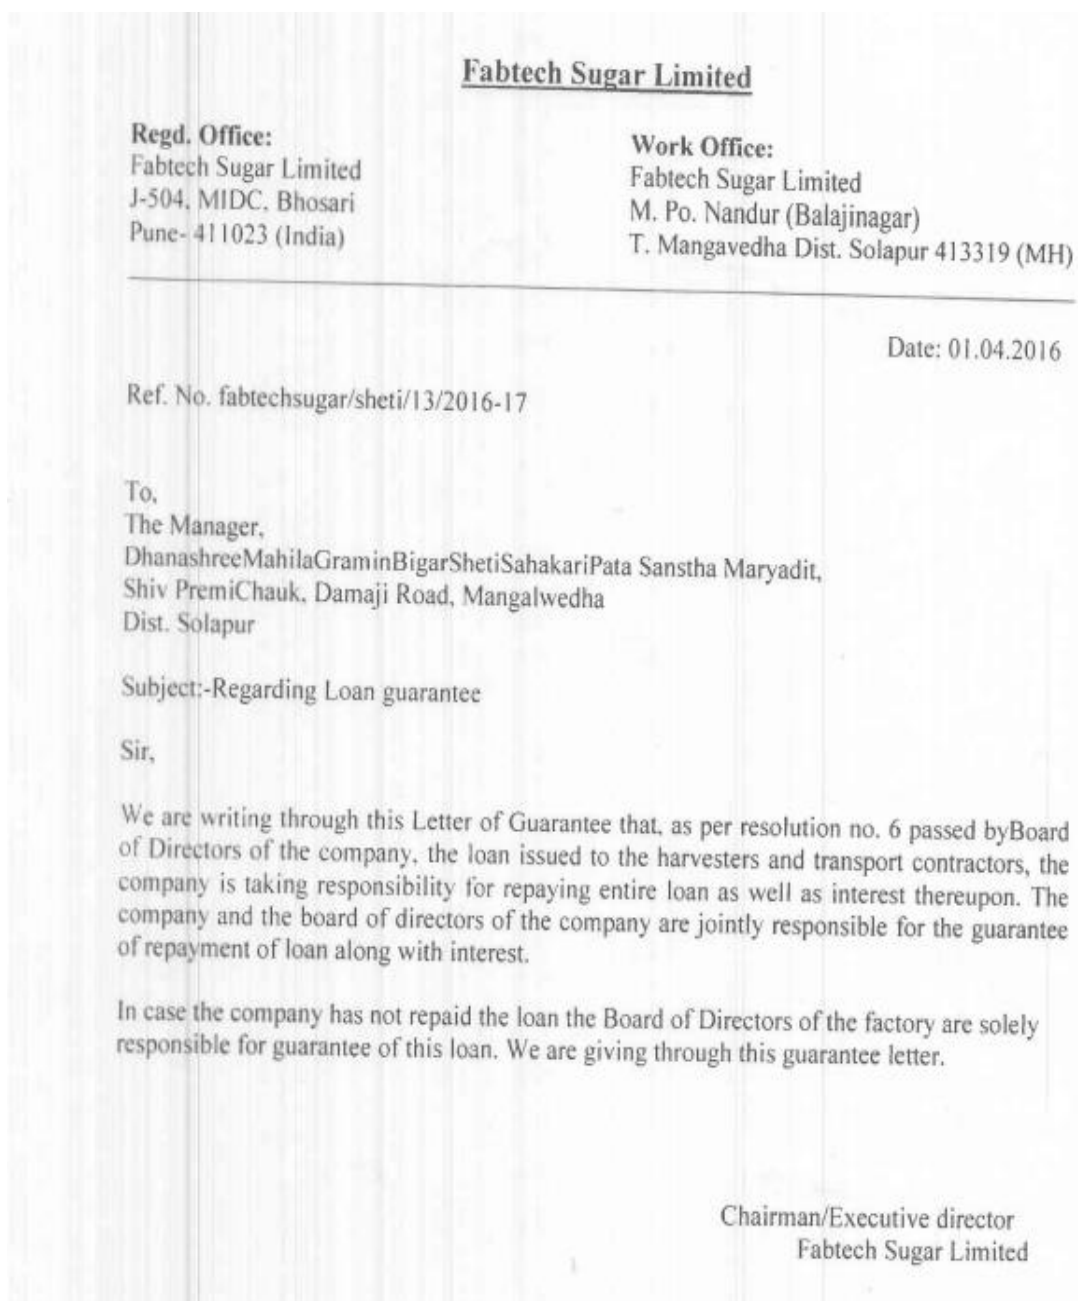 Fabtech Sugar Limited
Regd. Office:
Fabtech Sugar Limited
J-504, MIDC, Bhosari
Pune- 411023 (India)
Work Office:
Fabtech Sugar Limited
M. Po. Nandur (Balajinagar)
T. Mangavedha Dist. Solapur 413319 (MH)
Date: 01.04.2016
Ref. No. fabtechsugar/sheti/13/2016-17
To,
The Manager,
DhanashreeMahilaGraminBigarShetiSahakariPata Sanstha Maryadit,
Shiv PremiChauk, Damaji Road, Mangalwedha
Dist. Solapur
Subject:-Regarding Loan guarantee
Sir,
We are writing through this Letter of Guarantee that, as per resolution no. 6 passed byBoard
of Directors of the company, the loan issued to the harvesters and transport contractors, the
company is taking responsibility for repaying entire loan as well as interest thereupon. The
company and the board of directors of the company are jointly responsible for the guarantee
of repayment of loan along with interest.
In case the company has not repaid the loan the Board of Directors of the factory are solely
responsible for guarantee of this loan. We are giving through this guarantee letter.
Chairman/Executive director
Fabtech Sugar Limited